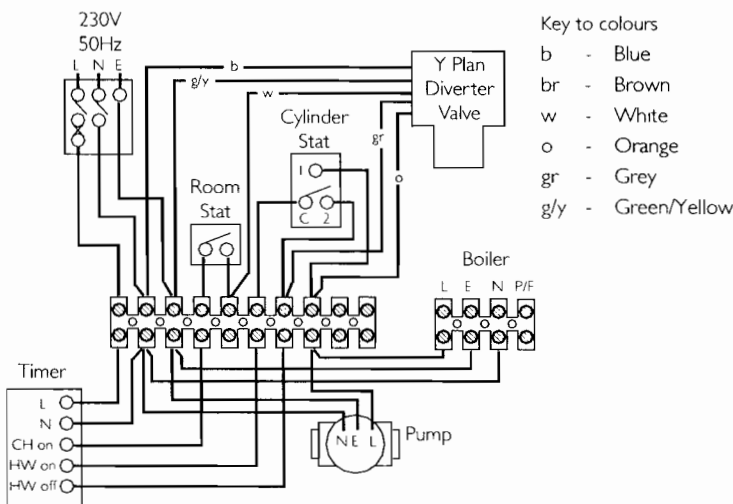 230V
50Hz
L N E
b
g/y
w
Y Plan
Diverter
Valve
Key to colours
b - Blue
br - Brown
w - White
o - Orange
gr - Grey
g/y - Green/Yellow
Cylinder
Stat
1
C 2
gr
o
Room
Stat
Boiler
L E N P/F
Timer
L
N
CH on
HW on
HW off
N E L
Pump